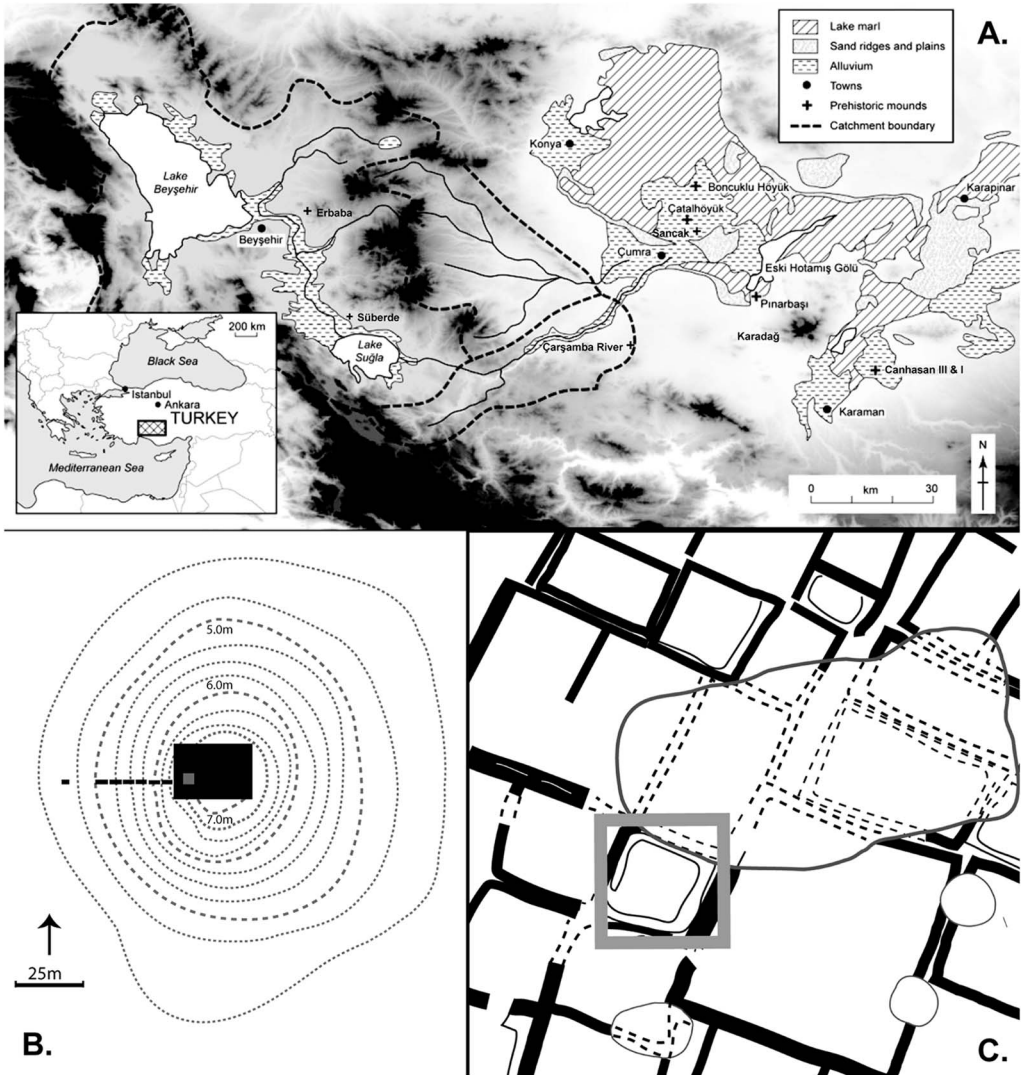 A.
Lake marl
Sand ridges and plains
Alluvium
Towns
Prehistoric mounds
Catchment boundary
Lake
Beyşehir
Erbaba
Beyşehir
Süberde
Lake
Suğla
Konya
Boncuklu Höyük
Çatalhöyük
Sancak
Çumra
Karapınar
Eski Hotamış Gölü
Pınarbaşı
Karadağ
Çarşamba River
Canhasan III & I
Karaman
200 km
Black Sea
Istanbul
Ankara
TURKEY
Mediterranean Sea
0 km 30
N
5.0m
6.0m
7.0m
25m
B.
C.